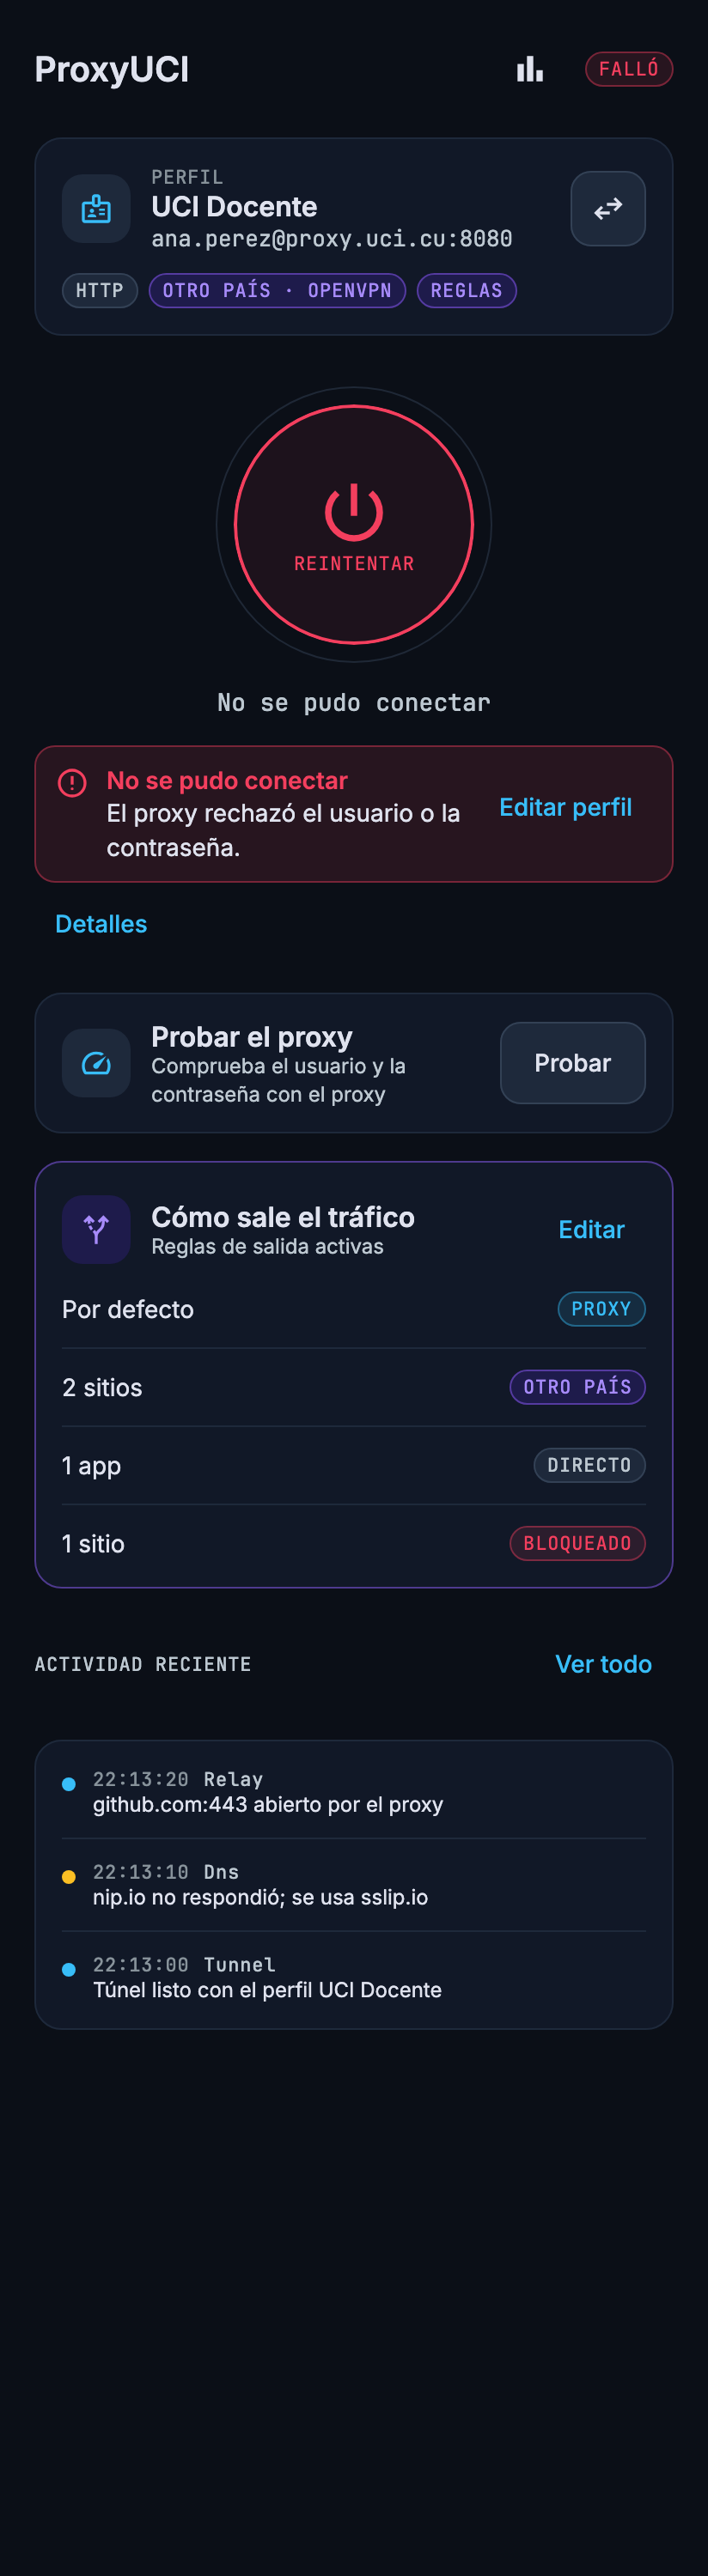 ProxyUCI
FALLÓ
PERFIL
UCI Docente
ana.perez@proxy.uci.cu:8080
HTTP
OTRO PAÍS · OPENVPN
REGLAS
REINTENTAR
No se pudo conectar
No se pudo conectar
El proxy rechazó el usuario o la
contraseña.
Editar perfil
Detalles
Probar el proxy
Comprueba el usuario y la
contraseña con el proxy
Probar
Cómo sale el tráfico
Reglas de salida activas
Editar
Por defecto
PROXY
2 sitios
OTRO PAÍS
1 app
DIRECTO
1 sitio
BLOQUEADO
ACTIVIDAD RECIENTE
Ver todo
22:13:20 Relay
github.com:443 abierto por el proxy
22:13:10 Dns
nip.io no respondió; se usa sslip.io
22:13:00 Tunnel
Túnel listo con el perfil UCI Docente